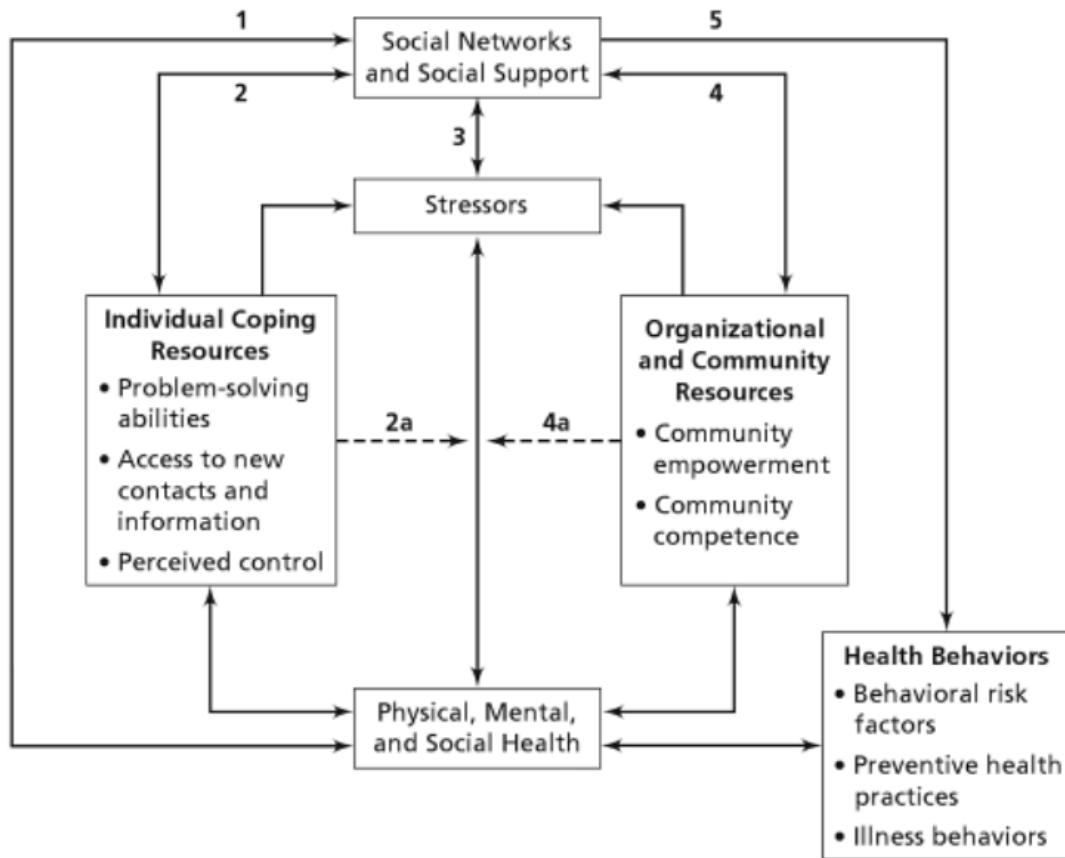 1
5
Social Networks
and Social Support
2
4
3
Stressors
Individual Coping
Resources
• Problem-solving
abilities
• Access to new
contacts and
information
• Perceived control
2a
4a
Organizational
and Community
Resources
• Community
empowerment
• Community
competence
Physical, Mental,
and Social Health
Health Behaviors
• Behavioral risk
factors
• Preventive health
practices
• Illness behaviors